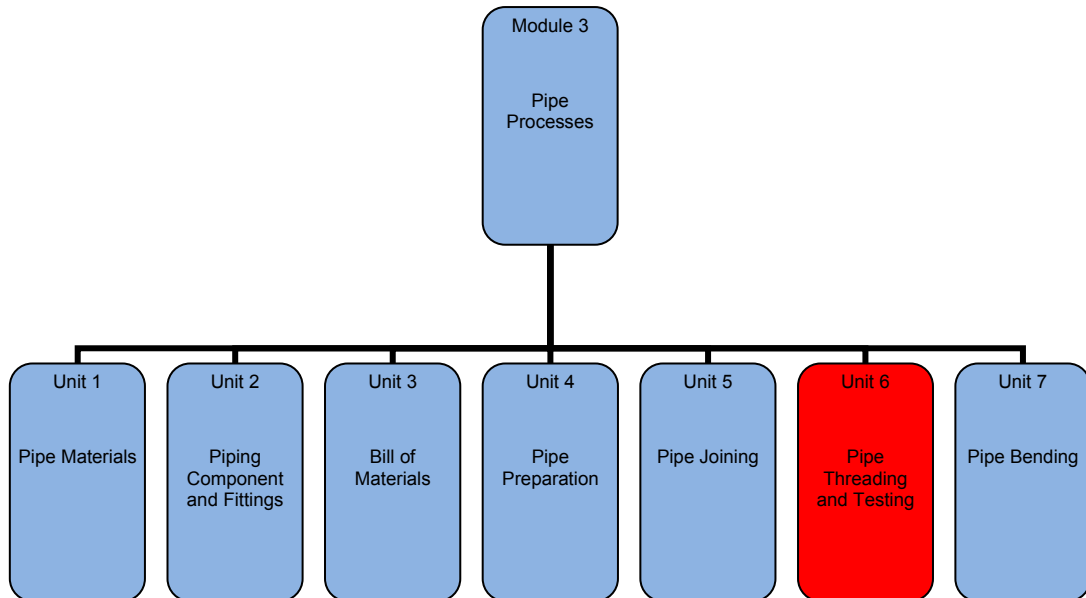 Module 3
Pipe
Processes
Unit 1
Pipe Materials
Unit 2
Piping
Component
and Fittings
Unit 3
Bill of
Materials
Unit 4
Pipe
Preparation
Unit 5
Pipe Joining
Unit 6
Pipe
Threading
and Testing
Unit 7
Pipe Bending